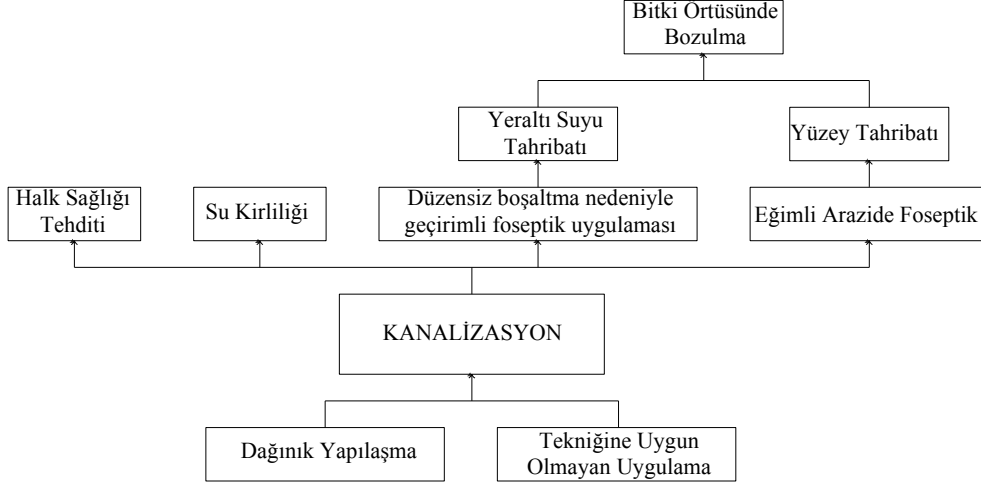 Bitki Örtüsünde
Bozulma
Yeraltı Suyu
Tahribatı
Yüzey Tahribatı
Halk Sağlığı
Tehditi
Su Kirliliği
Düzensiz boşaltma nedeniyle
geçirimli foseptik uygulaması
Eğimli Arazide Foseptik
KANALİZASYON
Dağınık Yapılaşma
Tekniğine Uygun
Olmayan Uygulama